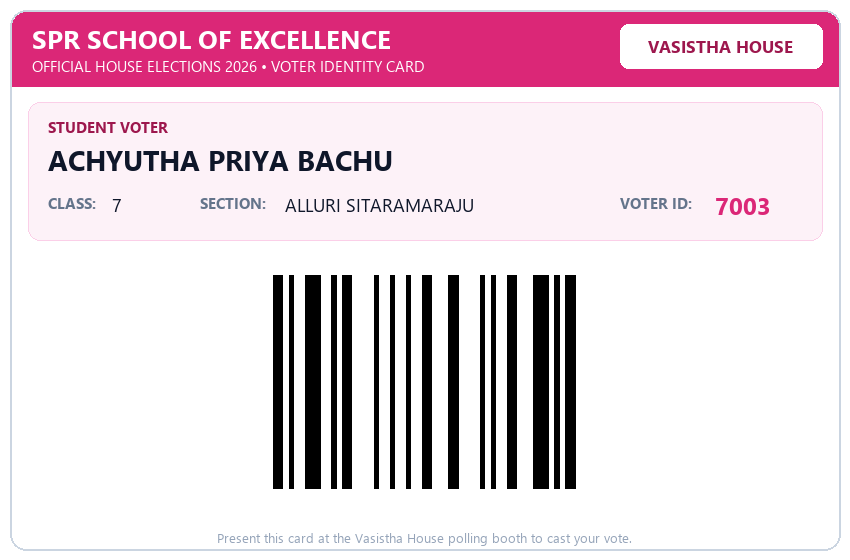 SPR SCHOOL OF EXCELLENCE
OFFICIAL HOUSE ELECTIONS 2026 • VOTER IDENTITY CARD
VASISTHA HOUSE
STUDENT VOTER
ACHYUTHA PRIYA BACHU
CLASS: 7 SECTION: ALLURI SITARAMARAJU VOTER ID: 7003
Present this card at the Vasistha House polling booth to cast your vote.